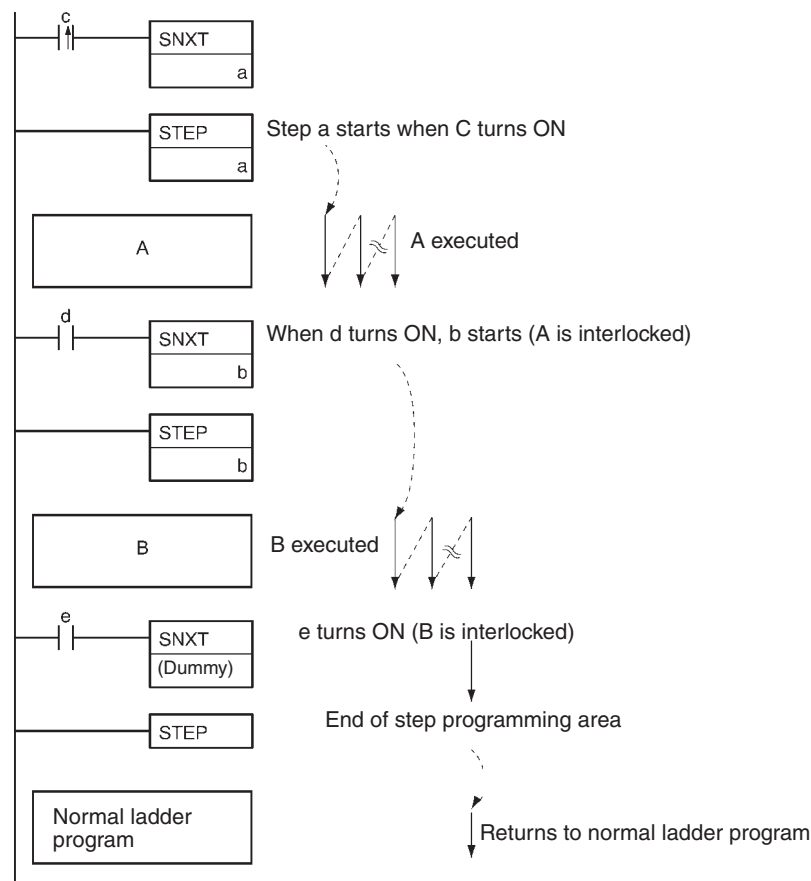 c
SNXT
a
STEP
a
Step a starts when C turns ON
A
A executed
d
SNXT
b
When d turns ON, b starts (A is interlocked)
STEP
b
B
B executed
e
SNXT
(Dummy)
e turns ON (B is interlocked)
STEP
End of step programming area
Normal ladder
program
Returns to normal ladder program